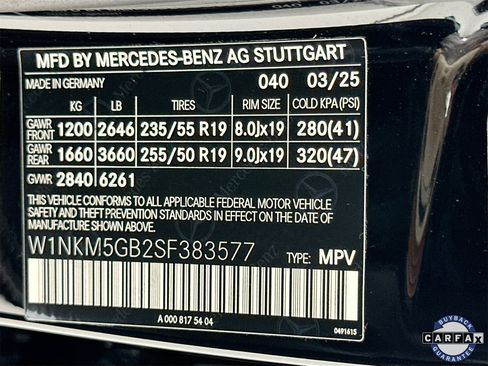 MFD BY MERCEDES-BENZ AG STUTTGART
MADE IN GERMANY 040 03/25
KG LB TIRES RIM SIZE COLD KPA(PSI)
GAWR FRONT 1200 2646 235/55 R19 8.0Jx19 280(41)
GAWR REAR 1660 3660 255/50 R19 9.0Jx19 320(47)
GVWR 2840 6261
THIS VEHICLE CONFORMS TO ALL APPLICABLE FEDERAL MOTOR VEHICLE
SAFETY AND THEFT PREVENTION STANDARDS IN EFFECT ON THE DATE OF
MANUFACTURE SHOWN ABOVE.
W1NKM5GB2SF383577 TYPE: MPV
A 000 817 54 04
0491615
BUYBACK
CARFAX
GUARANTEE